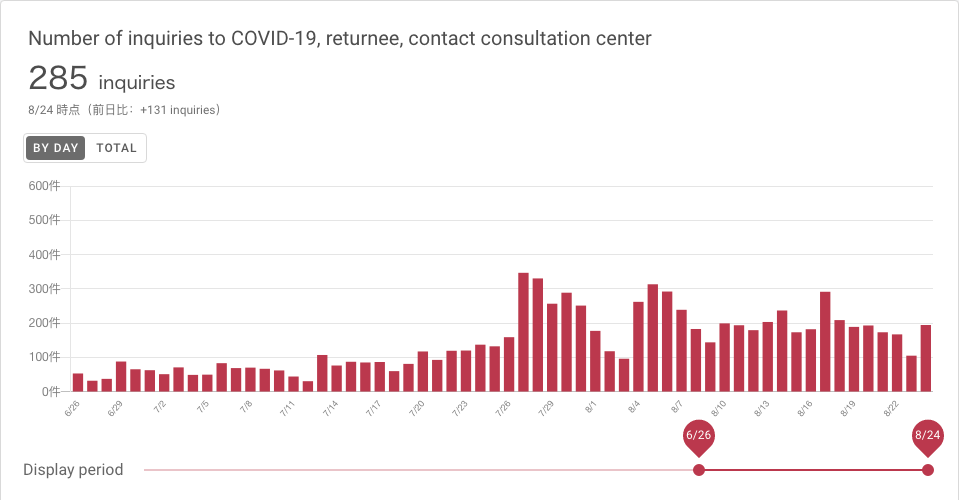 Number of inquiries to COVID-19, returnee, contact consultation center
285 inquiries
8/24 時点（前日比：+131 inquiries）
BY DAY TOTAL
600件
500件
400件
300件
200件
100件
0件
6/26 6/29 7/2 7/5 7/8 7/11 7/14 7/17 7/20 7/23 7/26 7/29 8/1 8/4 8/7 8/10 8/13 8/16 8/19 8/22
6/26 8/24
Display period